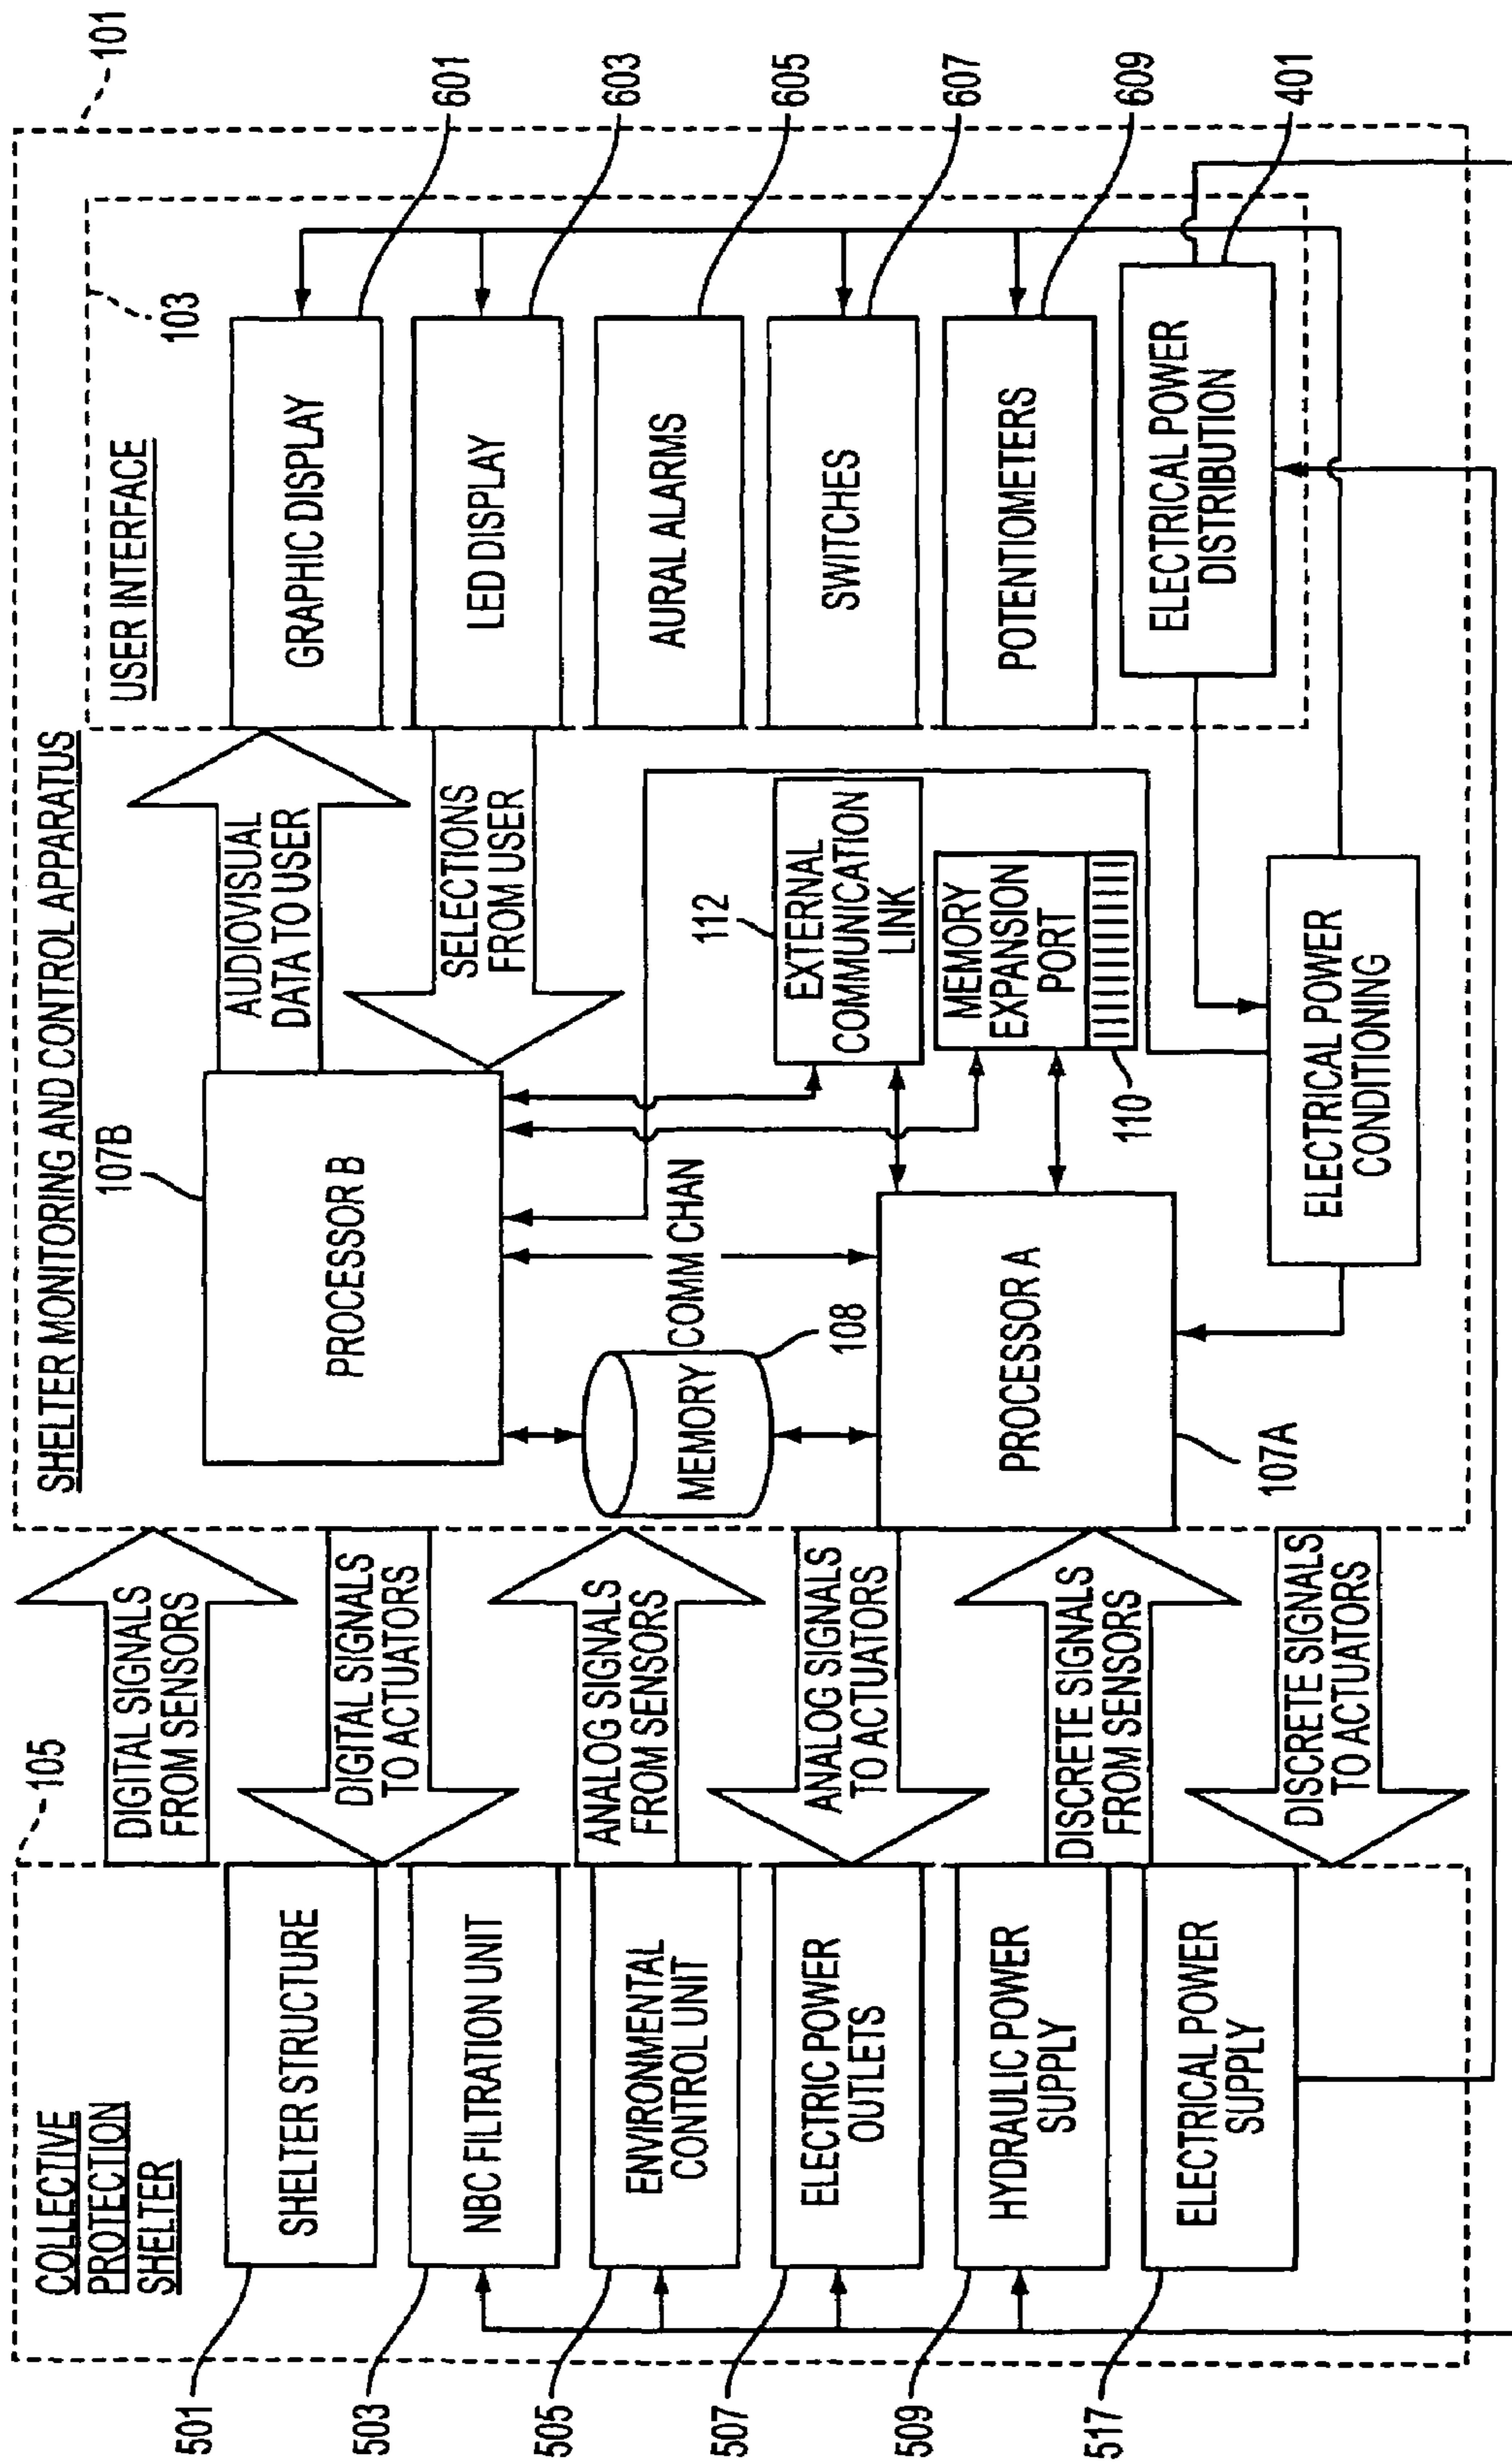 101
SHELTER MONITORING AND CONTROL APPARATUS
COLLECTIVE
PROTECTION
SHELTER
105
501
SHELTER STRUCTURE
503
NBC FILTRATION UNIT
505
ENVIRONMENTAL
CONTROL UNIT
507
ELECTRIC POWER
OUTLETS
509
HYDRAULIC POWER
SUPPLY
517
ELECTRICAL POWER
SUPPLY
DIGITAL SIGNALS
FROM SENSORS
DIGITAL SIGNALS
TO ACTUATORS
ANALOG SIGNALS
FROM SENSORS
ANALOG SIGNALS
TO ACTUATORS
DISCRETE SIGNALS
FROM SENSORS
DISCRETE SIGNALS
TO ACTUATORS
107B
PROCESSOR B
MEMORY
108
COMM CHAN
PROCESSOR A
107A
AUDIOVISUAL
DATA TO USER
SELECTIONS
FROM USER
112
EXTERNAL
COMMUNICATION
LINK
MEMORY
EXPANSION
PORT
110
ELECTRICAL POWER
CONDITIONING
USER INTERFACE
103
GRAPHIC DISPLAY
601
LED DISPLAY
603
AURAL ALARMS
605
SWITCHES
607
POTENTIOMETERS
609
ELECTRICAL POWER
DISTRIBUTION
401